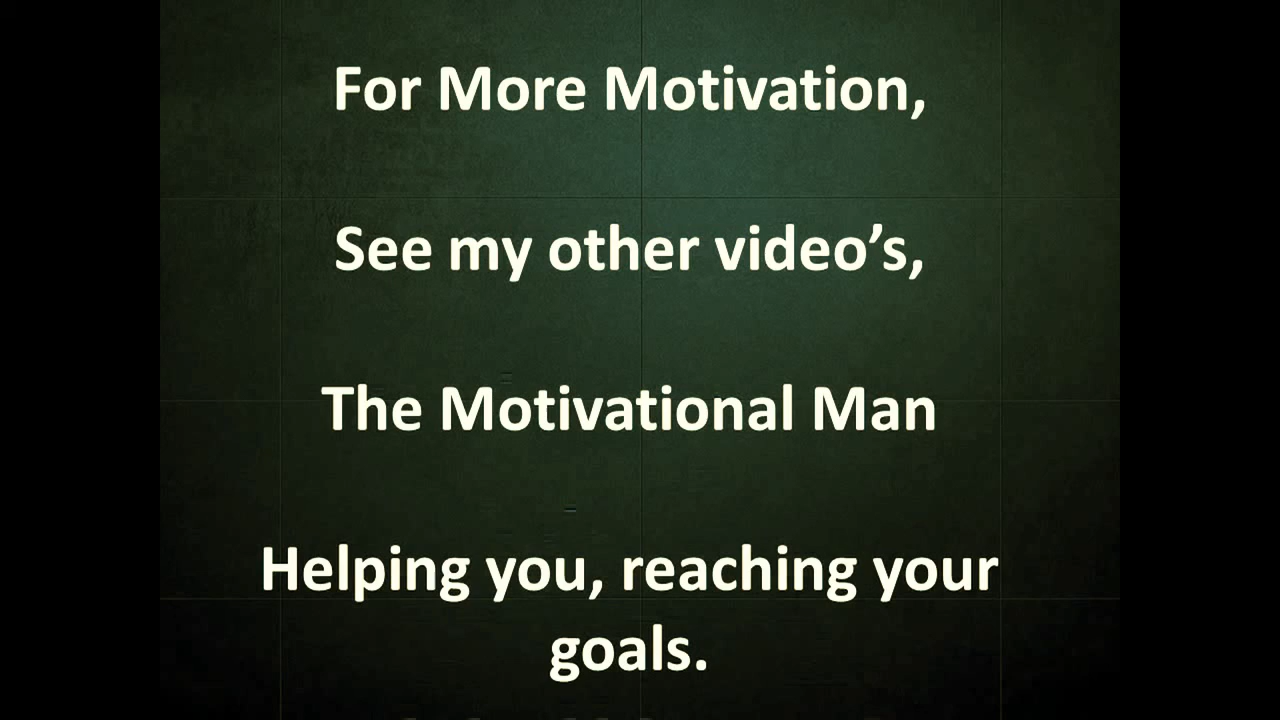 For More Motivation,
See my other video’s,
The Motivational Man
Helping you, reaching your
goals.